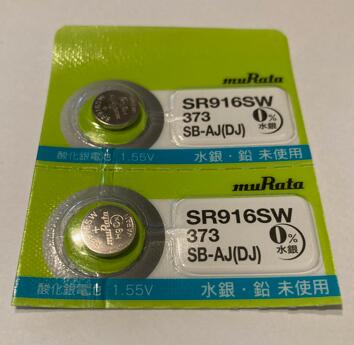 muRata
SR916SW
373
SB-AJ(DJ)
0%
水銀
酸化銀電池 1.55V
水銀・鉛 未使用
muRata
SR916SW
373
SB-AJ(DJ)
0%
水銀
muRata
酸化銀電池 1.55V
水銀・鉛 未使用